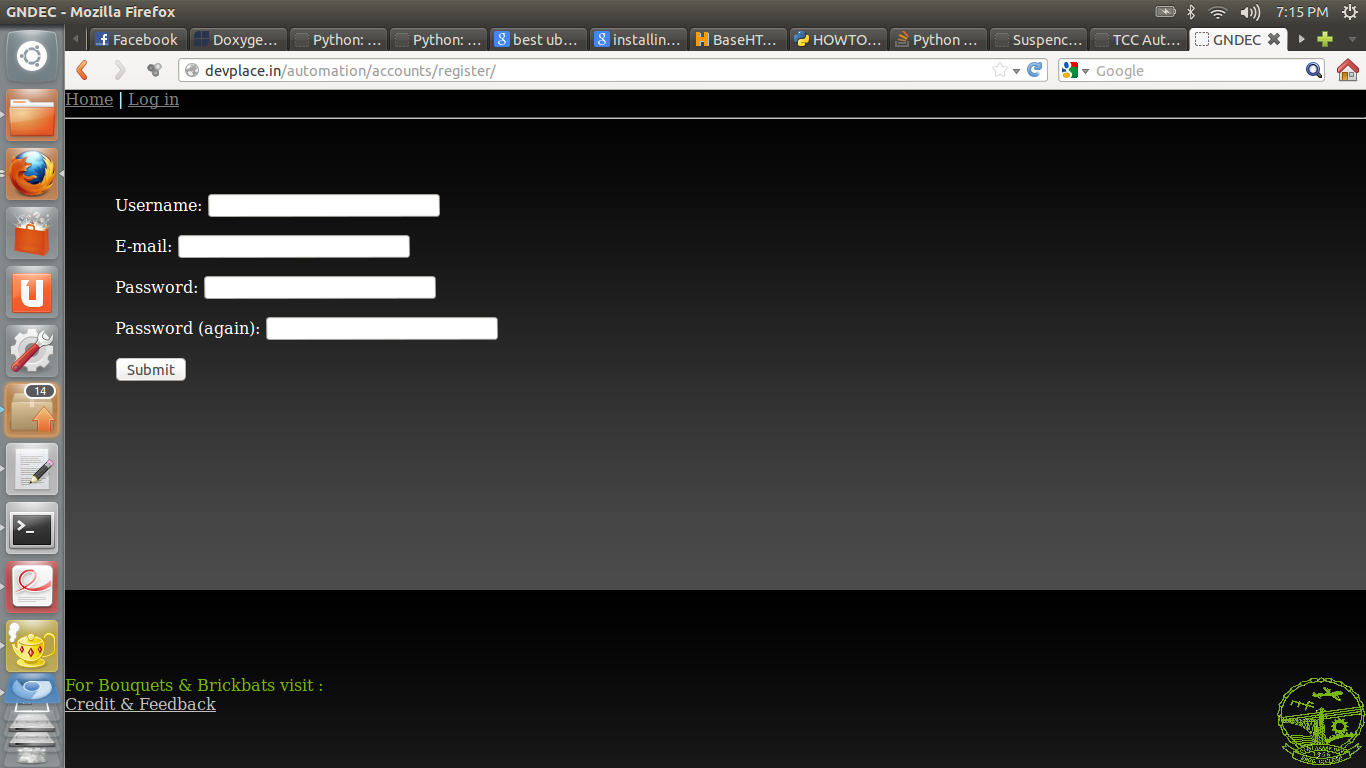 GNDEC - Mozilla Firefox
7:15 PM
Facebook
Doxyge...
Python: ...
Python: ...
best ub...
installin...
BaseHT...
HOWTO...
Python ...
Suspenc...
TCC Aut...
GNDEC
devplace.in/automation/accounts/register/
Google
Home | Log in
Username:
E-mail:
Password:
Password (again):
Submit
14
For Bouquets & Brickbats visit :
Credit & Feedback